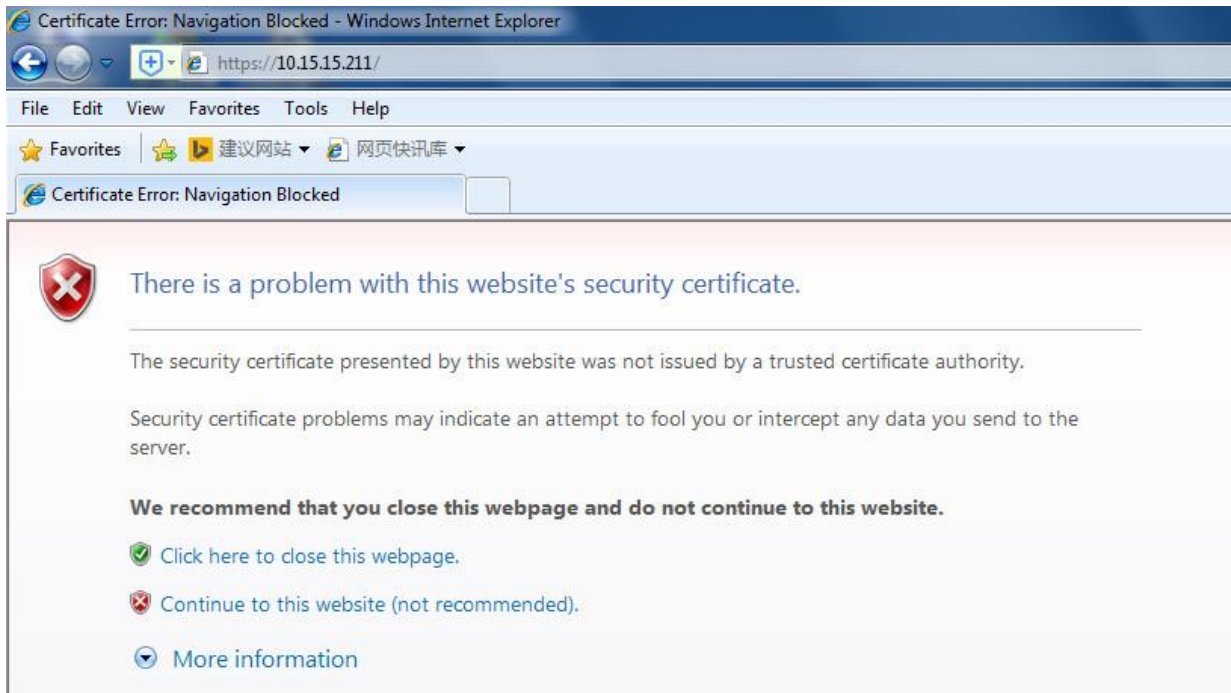 Certificate Error: Navigation Blocked - Windows Internet Explorer
https://10.15.15.211/
File Edit View Favorites Tools Help
Favorites 建议网站 网页快讯库
Certificate Error: Navigation Blocked
There is a problem with this website's security certificate.
The security certificate presented by this website was not issued by a trusted certificate authority.
Security certificate problems may indicate an attempt to fool you or intercept any data you send to the
server.
We recommend that you close this webpage and do not continue to this website.
Click here to close this webpage.
Continue to this website (not recommended).
More information